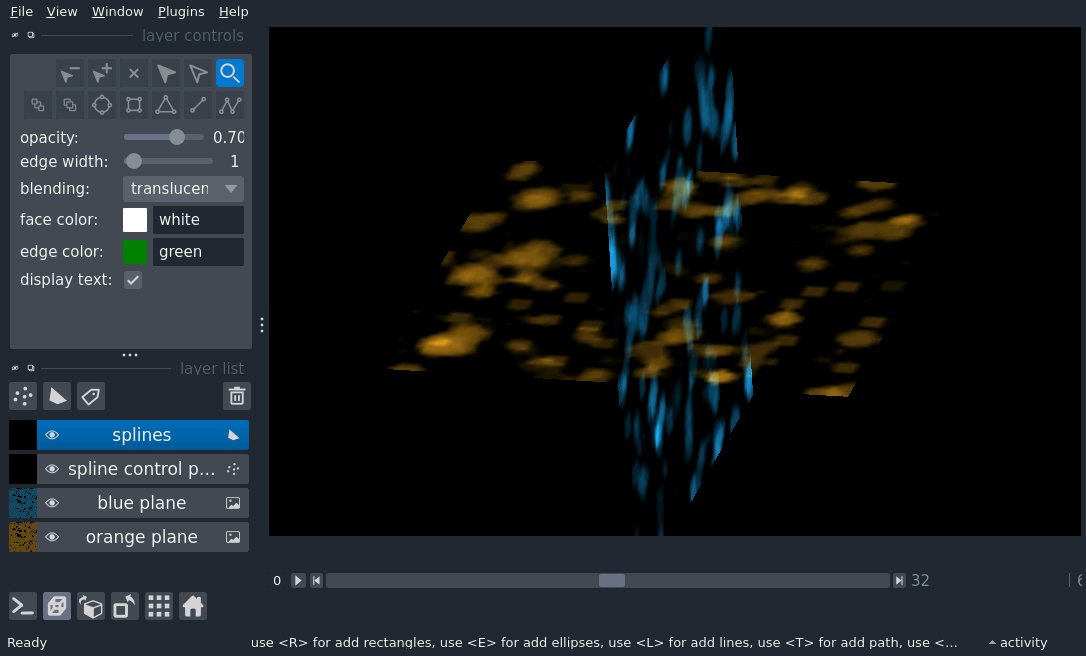 File View Window Plugins Help
layer controls
opacity: 0.70
edge width: 1
blending: translucen
face color: white
edge color: green
display text:
layer list
splines
spline control p...
blue plane
orange plane
0 32
Ready use <R> for add rectangles, use <E> for add ellipses, use <L> for add lines, use <T> for add path, use <... activity